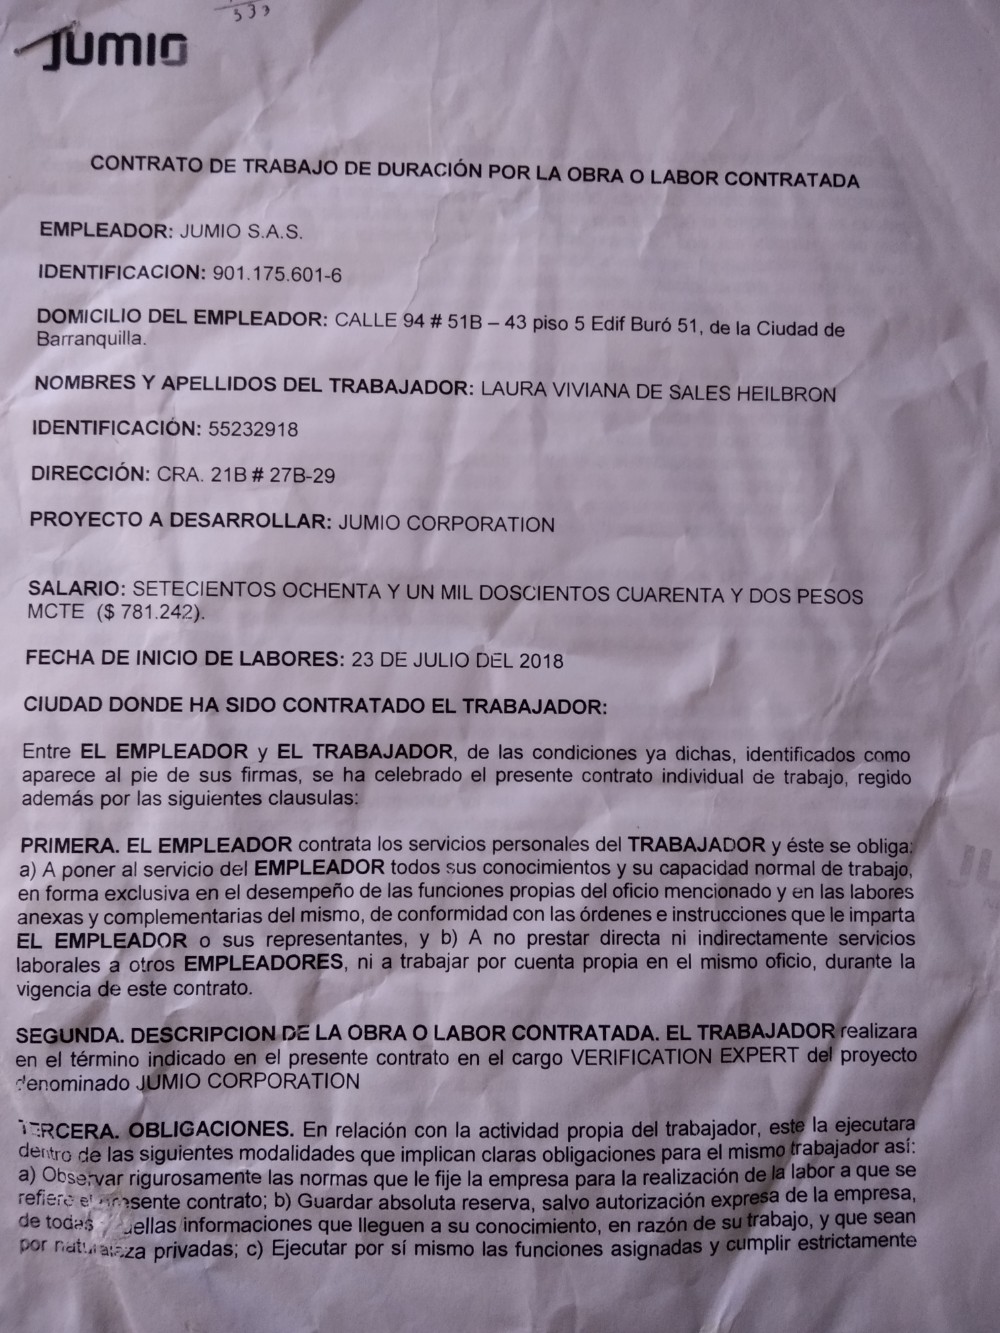 533
JUMIO
CONTRATO DE TRABAJO DE DURACIÓN POR LA OBRA O LABOR CONTRATADA
EMPLEADOR: JUMIO S.A.S.
IDENTIFICACION: 901.175.601-6
DOMICILIO DEL EMPLEADOR: CALLE 94 # 51B – 43 piso 5 Edif Buró 51, de la Ciudad de
Barranquilla.
NOMBRES Y APELLIDOS DEL TRABAJADOR: LAURA VIVIANA DE SALES HEILBRON
IDENTIFICACIÓN: 55232918
DIRECCIÓN: CRA. 21B # 27B-29
PROYECTO A DESARROLLAR: JUMIO CORPORATION
SALARIO: SETECIENTOS OCHENTA Y UN MIL DOSCIENTOS CUARENTA Y DOS PESOS
MCTE ($ 781.242).
FECHA DE INICIO DE LABORES: 23 DE JULIO DEL 2018
CIUDAD DONDE HA SIDO CONTRATADO EL TRABAJADOR:
Entre EL EMPLEADOR y EL TRABAJADOR, de las condiciones ya dichas, identificados como
aparece al pie de sus firmas, se ha celebrado el presente contrato individual de trabajo, regido
además por las siguientes clausulas:
PRIMERA. EL EMPLEADOR contrata los servicios personales del TRABAJADOR y éste se obliga:
a) A poner al servicio del EMPLEADOR todos sus conocimientos y su capacidad normal de trabajo,
en forma exclusiva en el desempeño de las funciones propias del oficio mencionado y en las labores
anexas y complementarias del mismo, de conformidad con las órdenes e instrucciones que le imparta
EL EMPLEADOR o sus representantes, y b) A no prestar directa ni indirectamente servicios
laborales a otros EMPLEADORES, ni a trabajar por cuenta propia en el mismo oficio, durante la
vigencia de este contrato.
SEGUNDA. DESCRIPCION DE LA OBRA O LABOR CONTRATADA. EL TRABAJADOR realizara
en el término indicado en el presente contrato en el cargo VERIFICATION EXPERT del proyecto
denominado JUMIO CORPORATION
TERCERA. OBLIGACIONES. En relación con la actividad propia del trabajador, este la ejecutara
dentro de las siguientes modalidades que implican claras obligaciones para el mismo trabajador así:
a) Observar rigurosamente las normas que le fije la empresa para la realización de la labor a que se
refiere el presente contrato; b) Guardar absoluta reserva, salvo autorización expresa de la empresa,
de todas informaciones que lleguen a su conocimiento, en razón de su trabajo, y que sean
por naturaleza privadas; c) Ejecutar por sí mismo las funciones asignadas y cumplir estrictamente